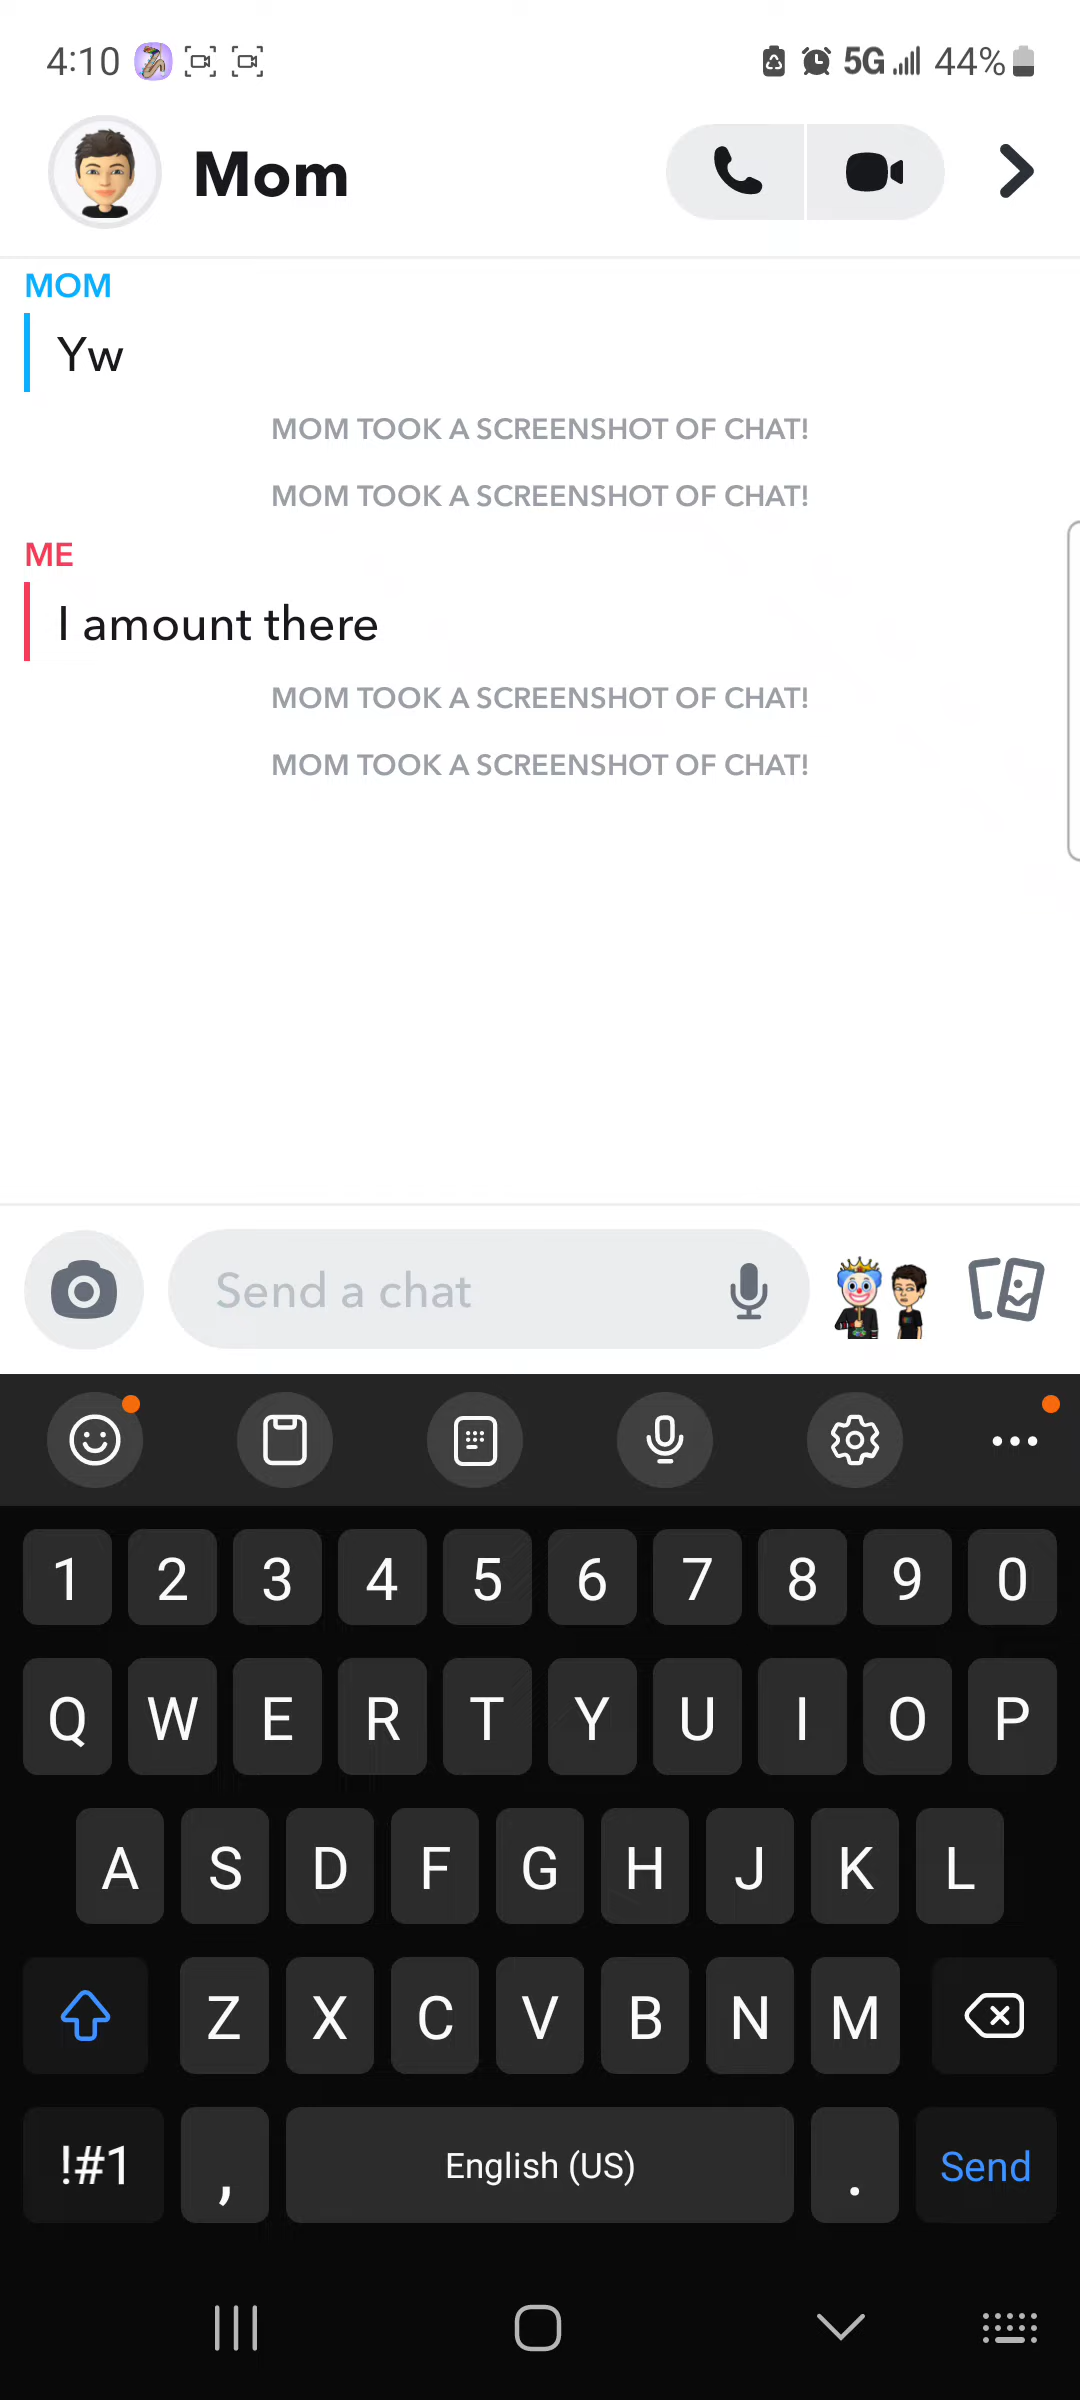 4:10 5G 44%
Mom
MOM
Yw
MOM TOOK A SCREENSHOT OF CHAT!
MOM TOOK A SCREENSHOT OF CHAT!
ME
I amount there
MOM TOOK A SCREENSHOT OF CHAT!
MOM TOOK A SCREENSHOT OF CHAT!
Send a chat
1 2 3 4 5 6 7 8 9 0
Q W E R T Y U I O P
A S D F G H J K L
Z X C V B N M
!#1 , English (US) . Send